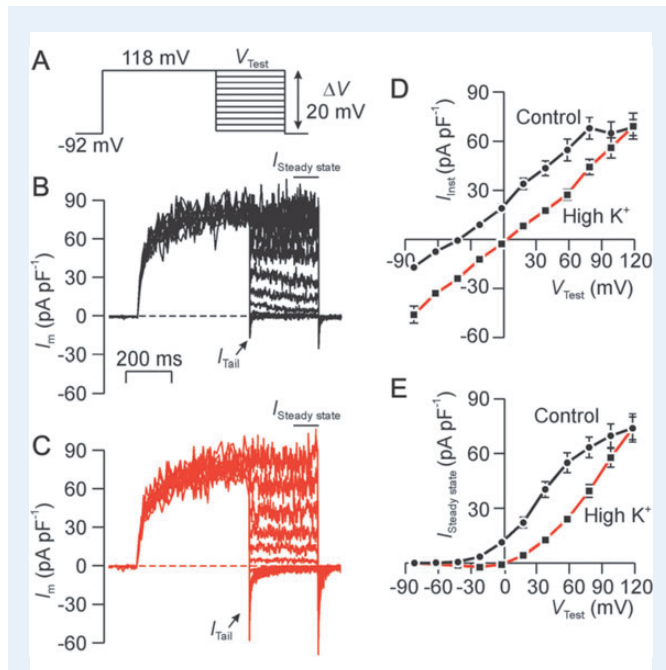 A
118 mV
V_Test
ΔV
20 mV
-92 mV
B
I_Steady state
I_m (pA pF⁻¹)
90
60
30
0
-30
-60
I_Tail
200 ms
C
I_Steady state
I_m (pA pF⁻¹)
90
60
30
0
-30
-60
I_Tail
D
I_Inst (pA pF⁻¹)
90
60
30
-30
-60
Control
High K⁺
-90
30 60 90 120
V_Test (mV)
E
I_Steady state (pA pF⁻¹)
90
60
30
Control
High K⁺
-90 -60 -30 0 30 60 90 120
V_Test (mV)